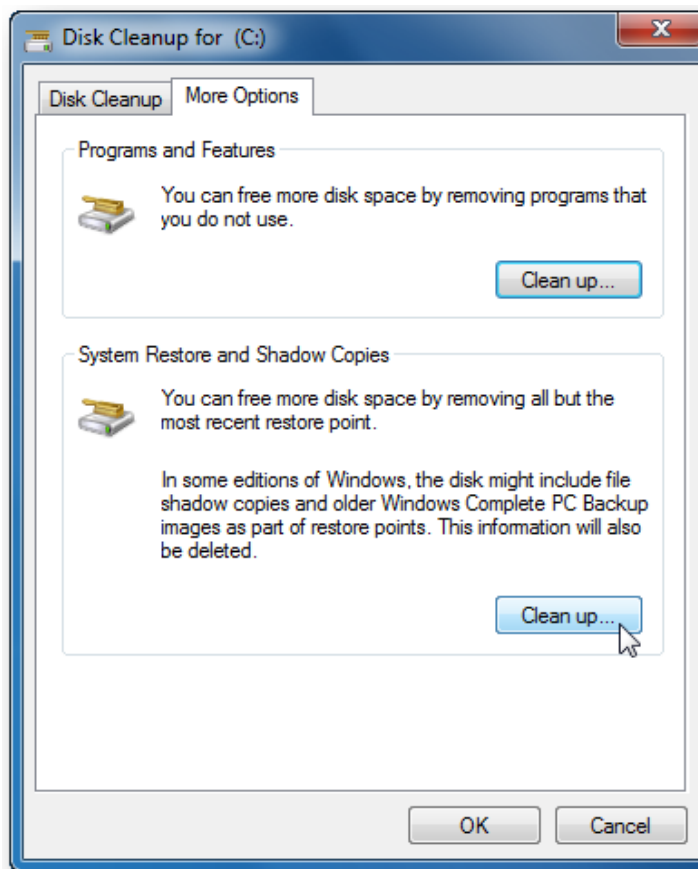 Disk Cleanup for (C:)
Disk Cleanup
More Options
Programs and Features
You can free more disk space by removing programs that
you do not use.
Clean up...
System Restore and Shadow Copies
You can free more disk space by removing all but the
most recent restore point.
In some editions of Windows, the disk might include file
shadow copies and older Windows Complete PC Backup
images as part of restore points. This information will also
be deleted.
Clean up...
OK
Cancel